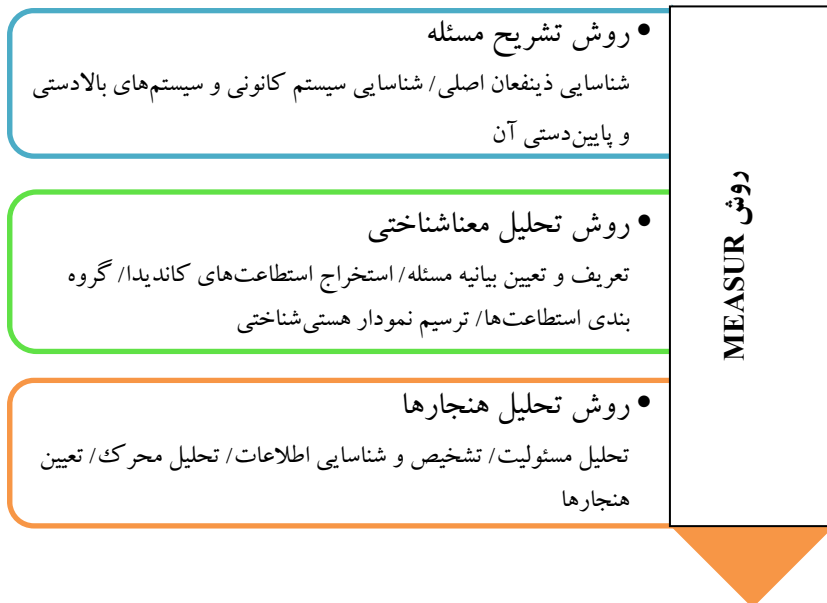 روش MEASUR
• روش تشریح مسئله
شناسایی ذینفعان اصلی/ شناسایی سیستم کانونی و سیستم‌های بالادستی
و پایین‌دستی آن
• روش تحلیل معناشناختی
تعریف و تعیین بیانیه مسئله/ استخراج استطاعت‌های کاندیدا/ گروه
بندی استطاعت‌ها/ ترسیم نمودار هستی‌شناختی
• روش تحلیل هنجارها
تحلیل مسئولیت/ تشخیص و شناسایی اطلاعات/ تحلیل محرک/ تعیین
هنجارها